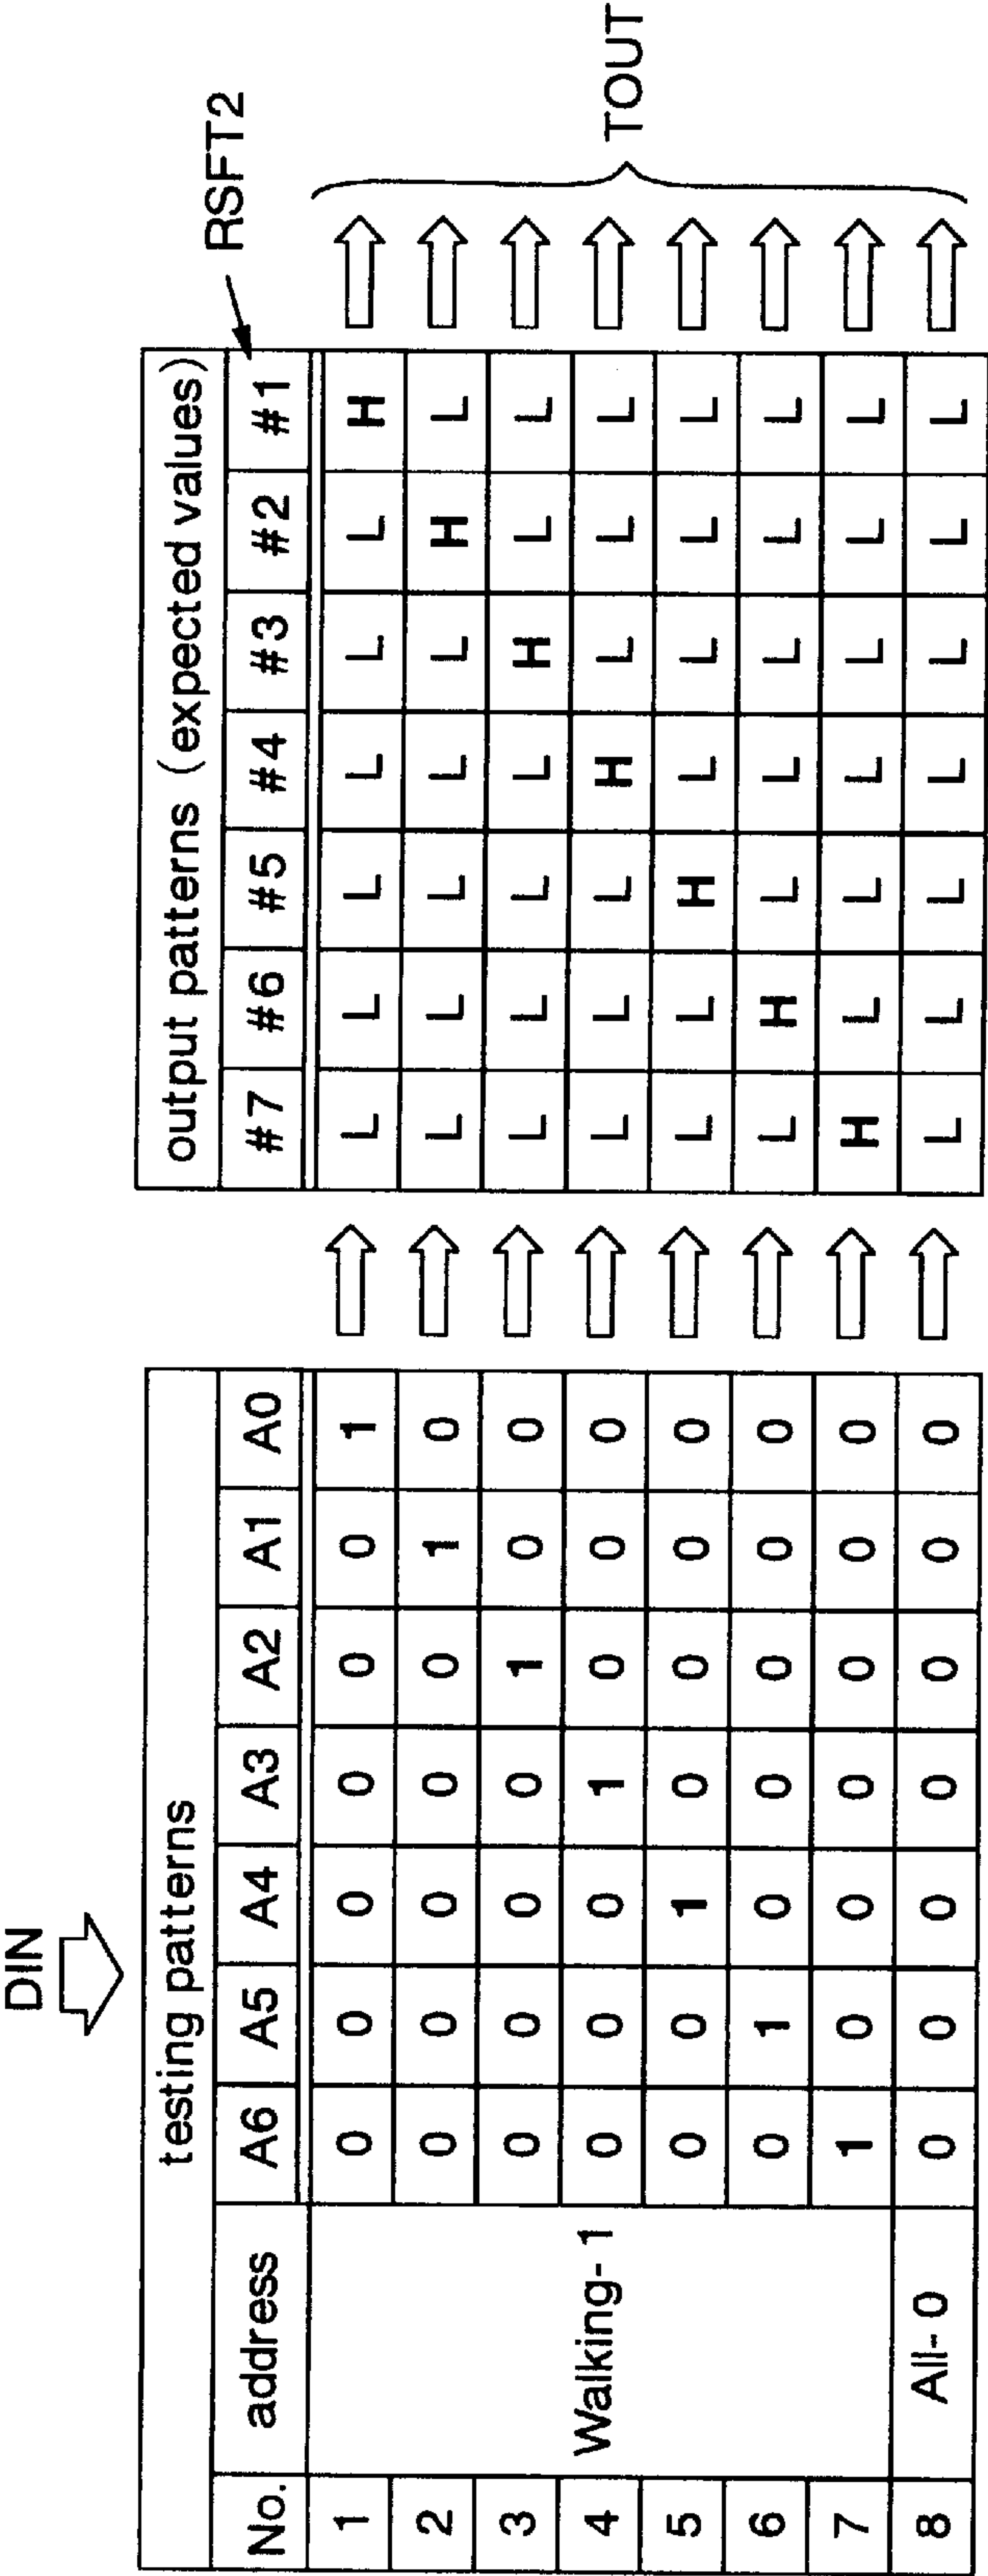 DIN
testing patterns
No. address A6 A5 A4 A3 A2 A1 A0
1 0 0 0 0 0 0 1
2 0 0 0 0 0 1 0
3 0 0 0 0 1 0 0
4 Walking-1 0 0 0 1 0 0 0
5 0 0 1 0 0 0 0
6 0 1 0 0 0 0 0
7 1 0 0 0 0 0 0
8 All-0 0 0 0 0 0 0 0
output patterns (expected values)
#7 #6 #5 #4 #3 #2 #1
L L L L L L H
L L L L L H L
L L L L H L L
L L L H L L L
L L H L L L L
L H L L L L L
H L L L L L L
L L L L L L L
RSFT2
TOUT